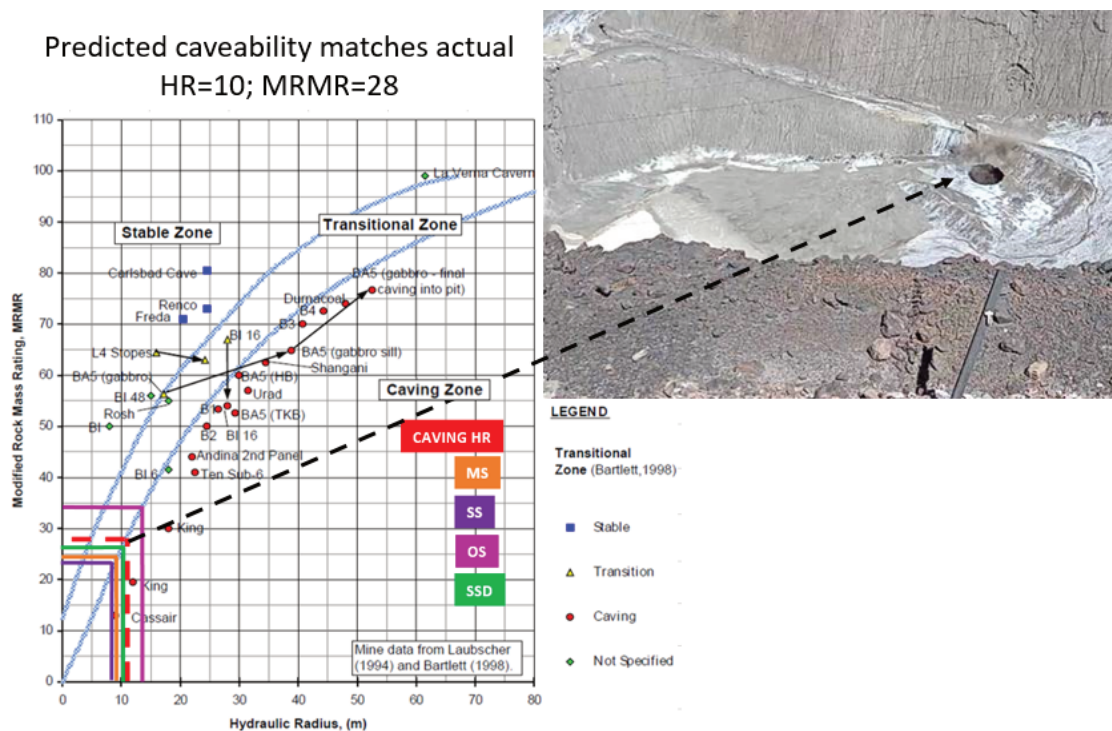 Predicted caveability matches actual
HR=10; MRMR=28
110
100
90
80
70
60
50
40
30
20
10
0
Modified Rock Mass Rating, MRMR
La Verna Cavern
Transitional Zone
Stable Zone
Carlsbad Cave
BA5 (gabbro - final
caving into pit)
Renco
Freda
Durnacoal
B4
B3
BI 16
L4 Stopes
BA5 (gabbro sill)
Shangani
BA5 (gabbro)
BA5 (HB)
Caving Zone
BI 48
Urad
Rosh
B1
BA5 (TKB)
BI
B2
BI 16
Andina 2nd Panel
BI 6
Ten Sub-6
King
King
Cassair
CAVING HR
MS
SS
OS
SSD
Mine data from Laubscher
(1994) and Bartlett (1998).
0 10 20 30 40 50 60 70 80
Hydraulic Radius, (m)
LEGEND
Transitional
Zone (Bartlett,1998)
Stable
Transition
Caving
Not Specified